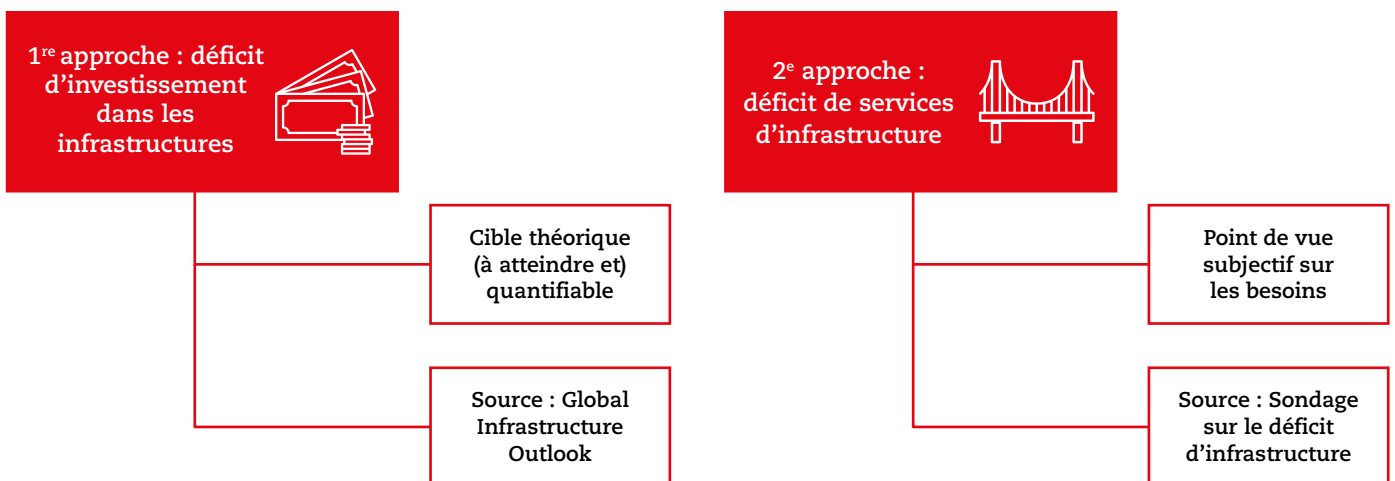 1re approche : déficit
d’investissement
dans les
infrastructures
Cible théorique
(à atteindre et)
quantifiable
Source : Global
Infrastructure
Outlook
2e approche :
déficit de services
d’infrastructure
Point de vue
subjectif sur
les besoins
Source : Sondage
sur le déficit
d’infrastructure